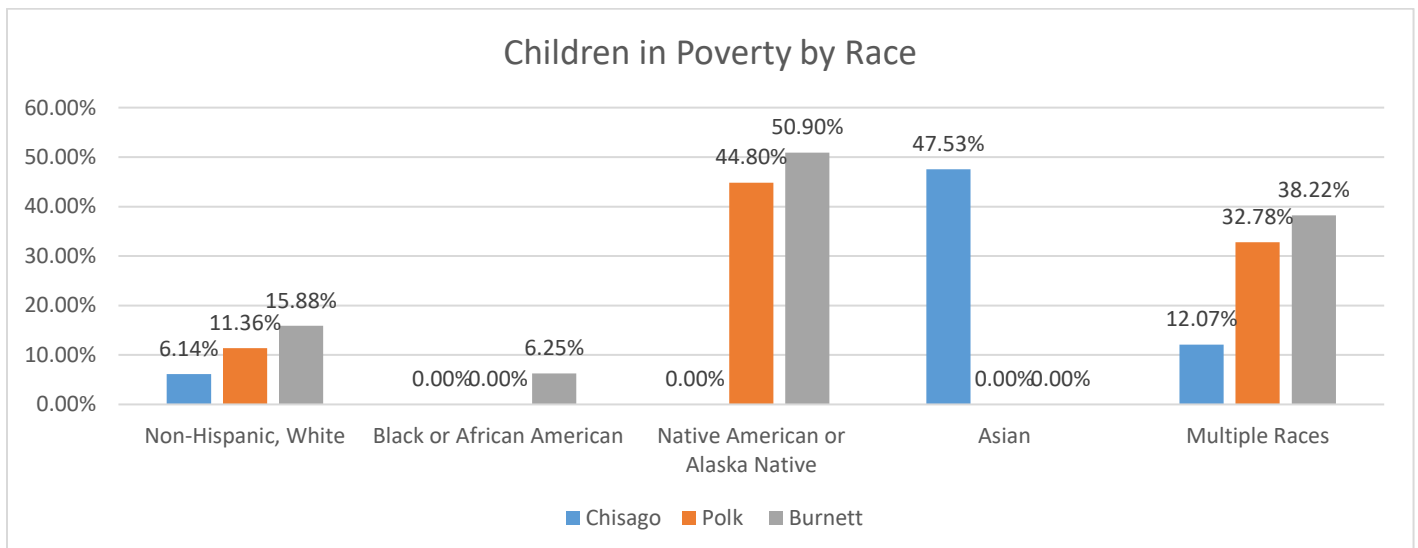 Children in Poverty by Race
60.00%
50.00%
40.00%
30.00%
20.00%
10.00%
0.00%
6.14% 11.36% 15.88%
0.00% 0.00% 6.25%
0.00% 44.80% 50.90%
47.53% 0.00% 0.00%
12.07% 32.78% 38.22%
Non-Hispanic, White
Black or African American
Native American or
Alaska Native
Asian
Multiple Races
Chisago Polk Burnett